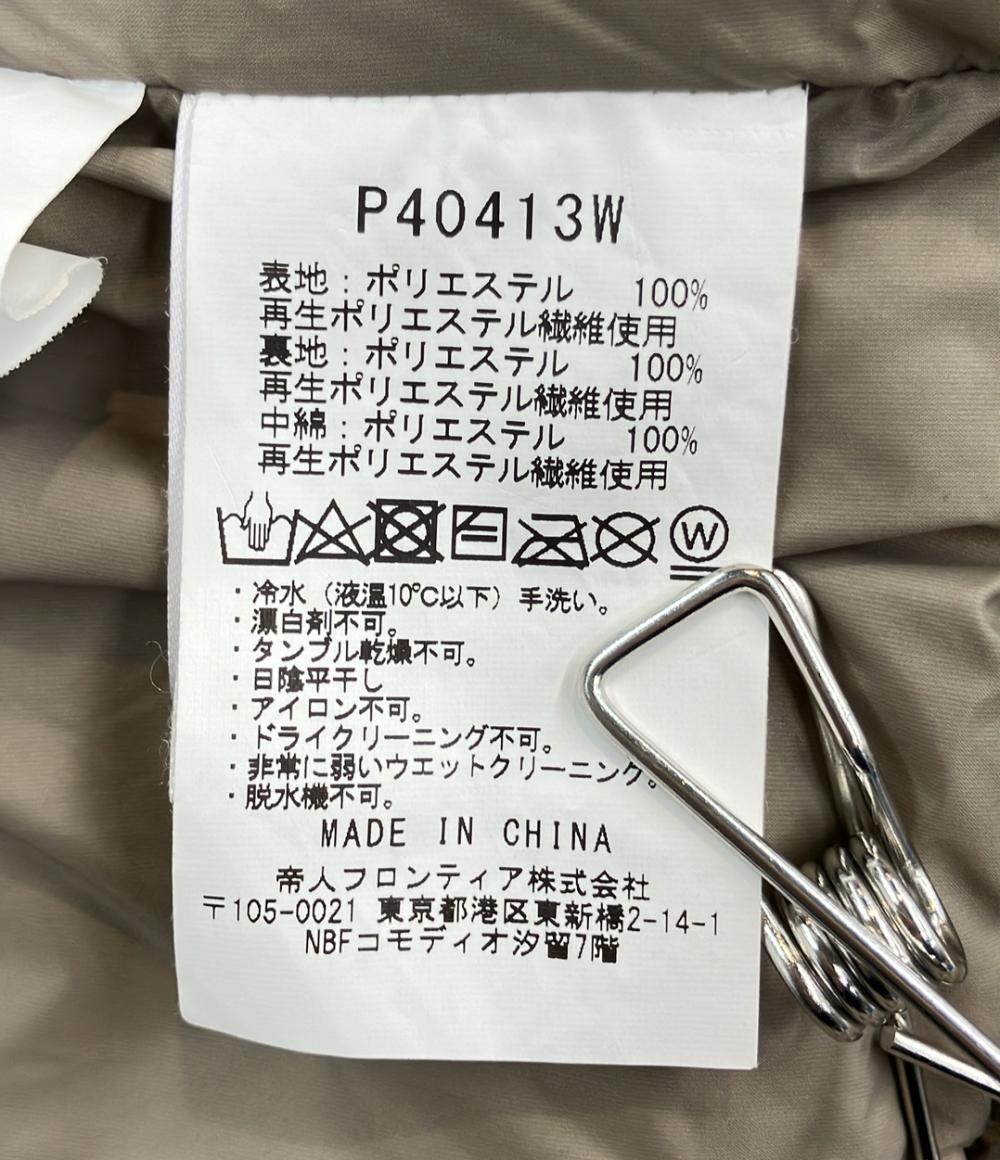 P40413W
表地：ポリエステル 100%
再生ポリエステル繊維使用
裏地：ポリエステル 100%
再生ポリエステル繊維使用
中綿：ポリエステル 100%
再生ポリエステル繊維使用
W
・冷水（液温10℃以下）手洗い。
・漂白剤不可。
・タンブル乾燥不可。
・日陰平干し
・アイロン不可。
・ドライクリーニング不可。
・非常に弱いウエットクリーニング。
・脱水機不可。
MADE IN CHINA
帝人フロンティア株式会社
〒105-0021 東京都港区東新橋2-14-1
NBFコモディオ汐留7階